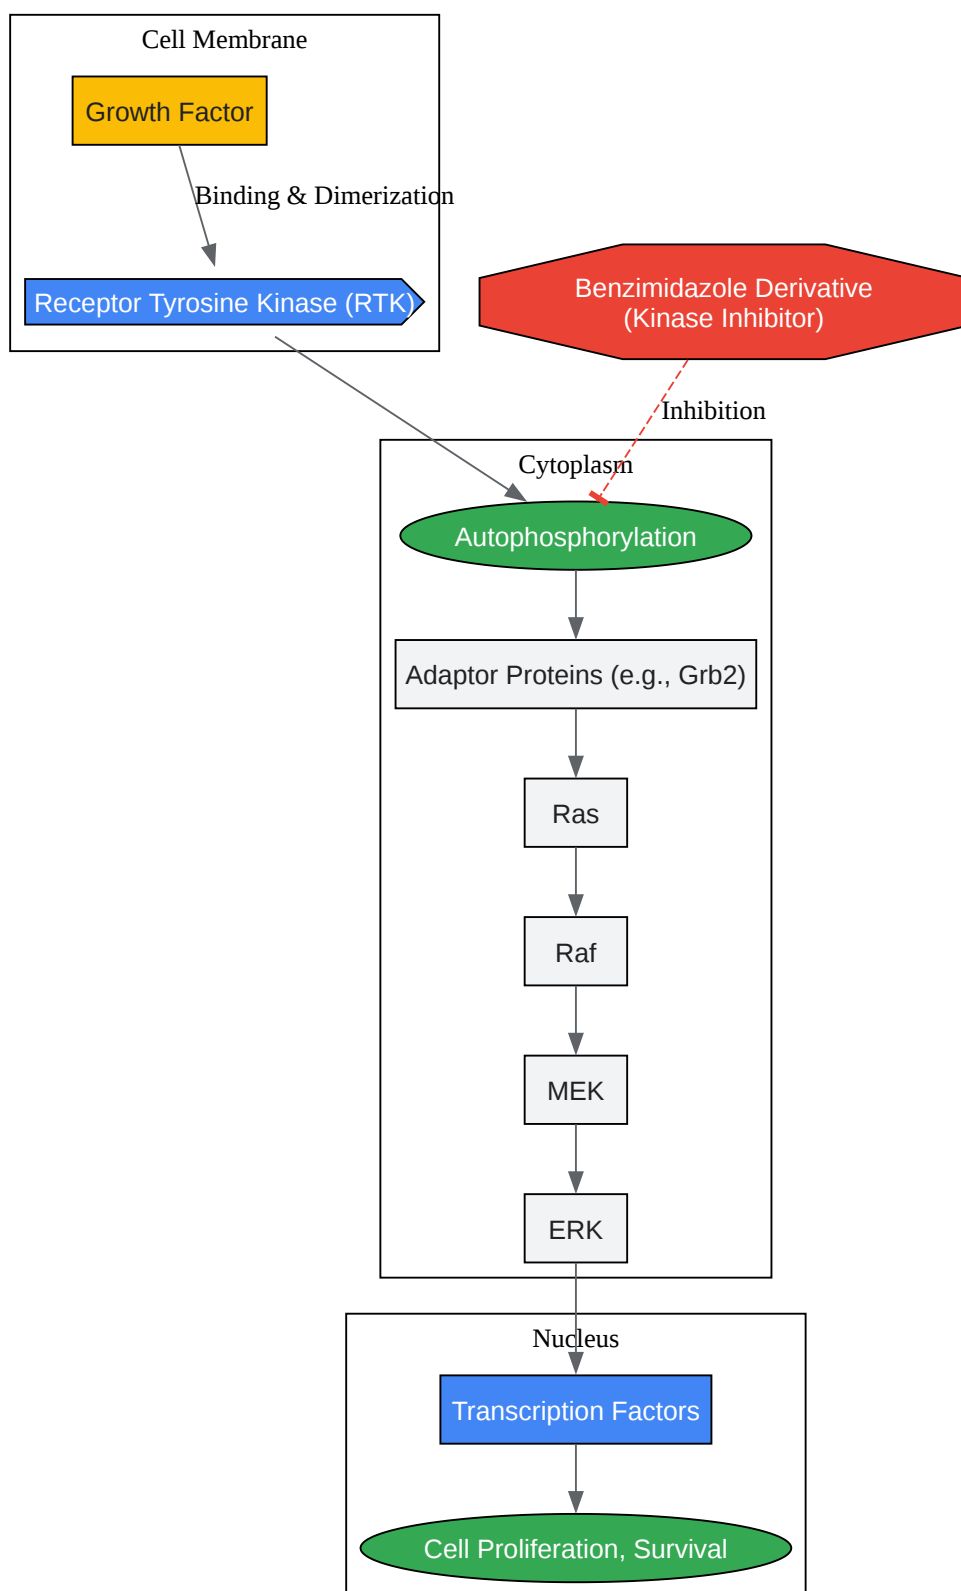 Cell Membrane
Growth Factor
Binding & Dimerization
Receptor Tyrosine Kinase (RTK)
Benzimidazole Derivative
(Kinase Inhibitor)
Inhibition
Cytoplasm
Autophosphorylation
Adaptor Proteins (e.g., Grb2)
Ras
Raf
MEK
ERK
Nucleus
Transcription Factors
Cell Proliferation, Survival